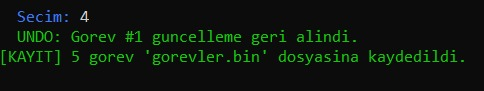 Secim: 4
UNDO: Gorev #1 guncelleme geri alindi.
[KAYIT] 5 gorev 'gorevler.bin' dosyasina kaydedildi.